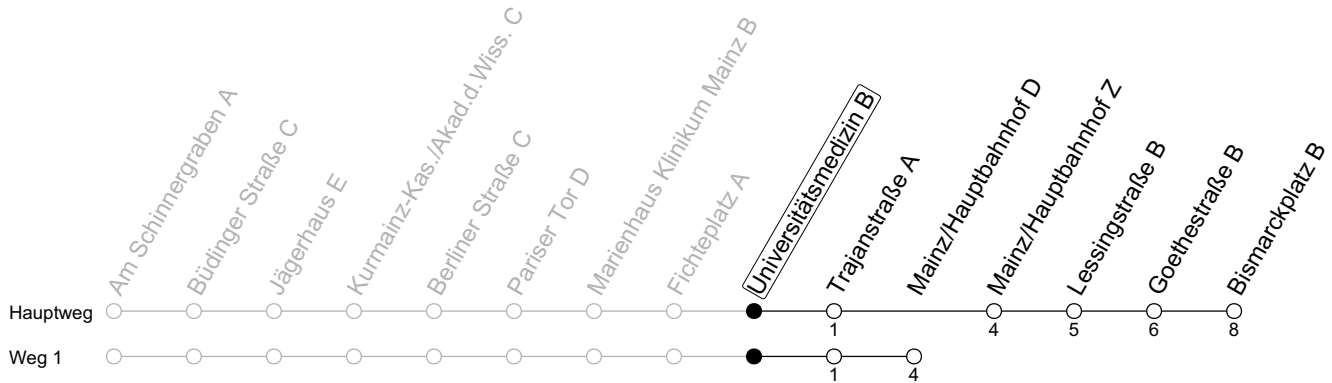 Am Schinnergraben A
Büdinger Straße C
Jägerhaus E
Kurmainz-Kas./Akad.d.Wiss. C
Berliner Straße C
Pariser Tor D
Marienhaus Klinikum Mainz B
Fichteplatz A
Universitätsmedizin B
Trajanstraße A
Mainz/Hauptbahnhof D
Mainz/Hauptbahnhof Z
Lessingstraße B
Goethestraße B
Bismarckplatz B
Hauptweg
1 4 5 6 8
Weg 1
1 4